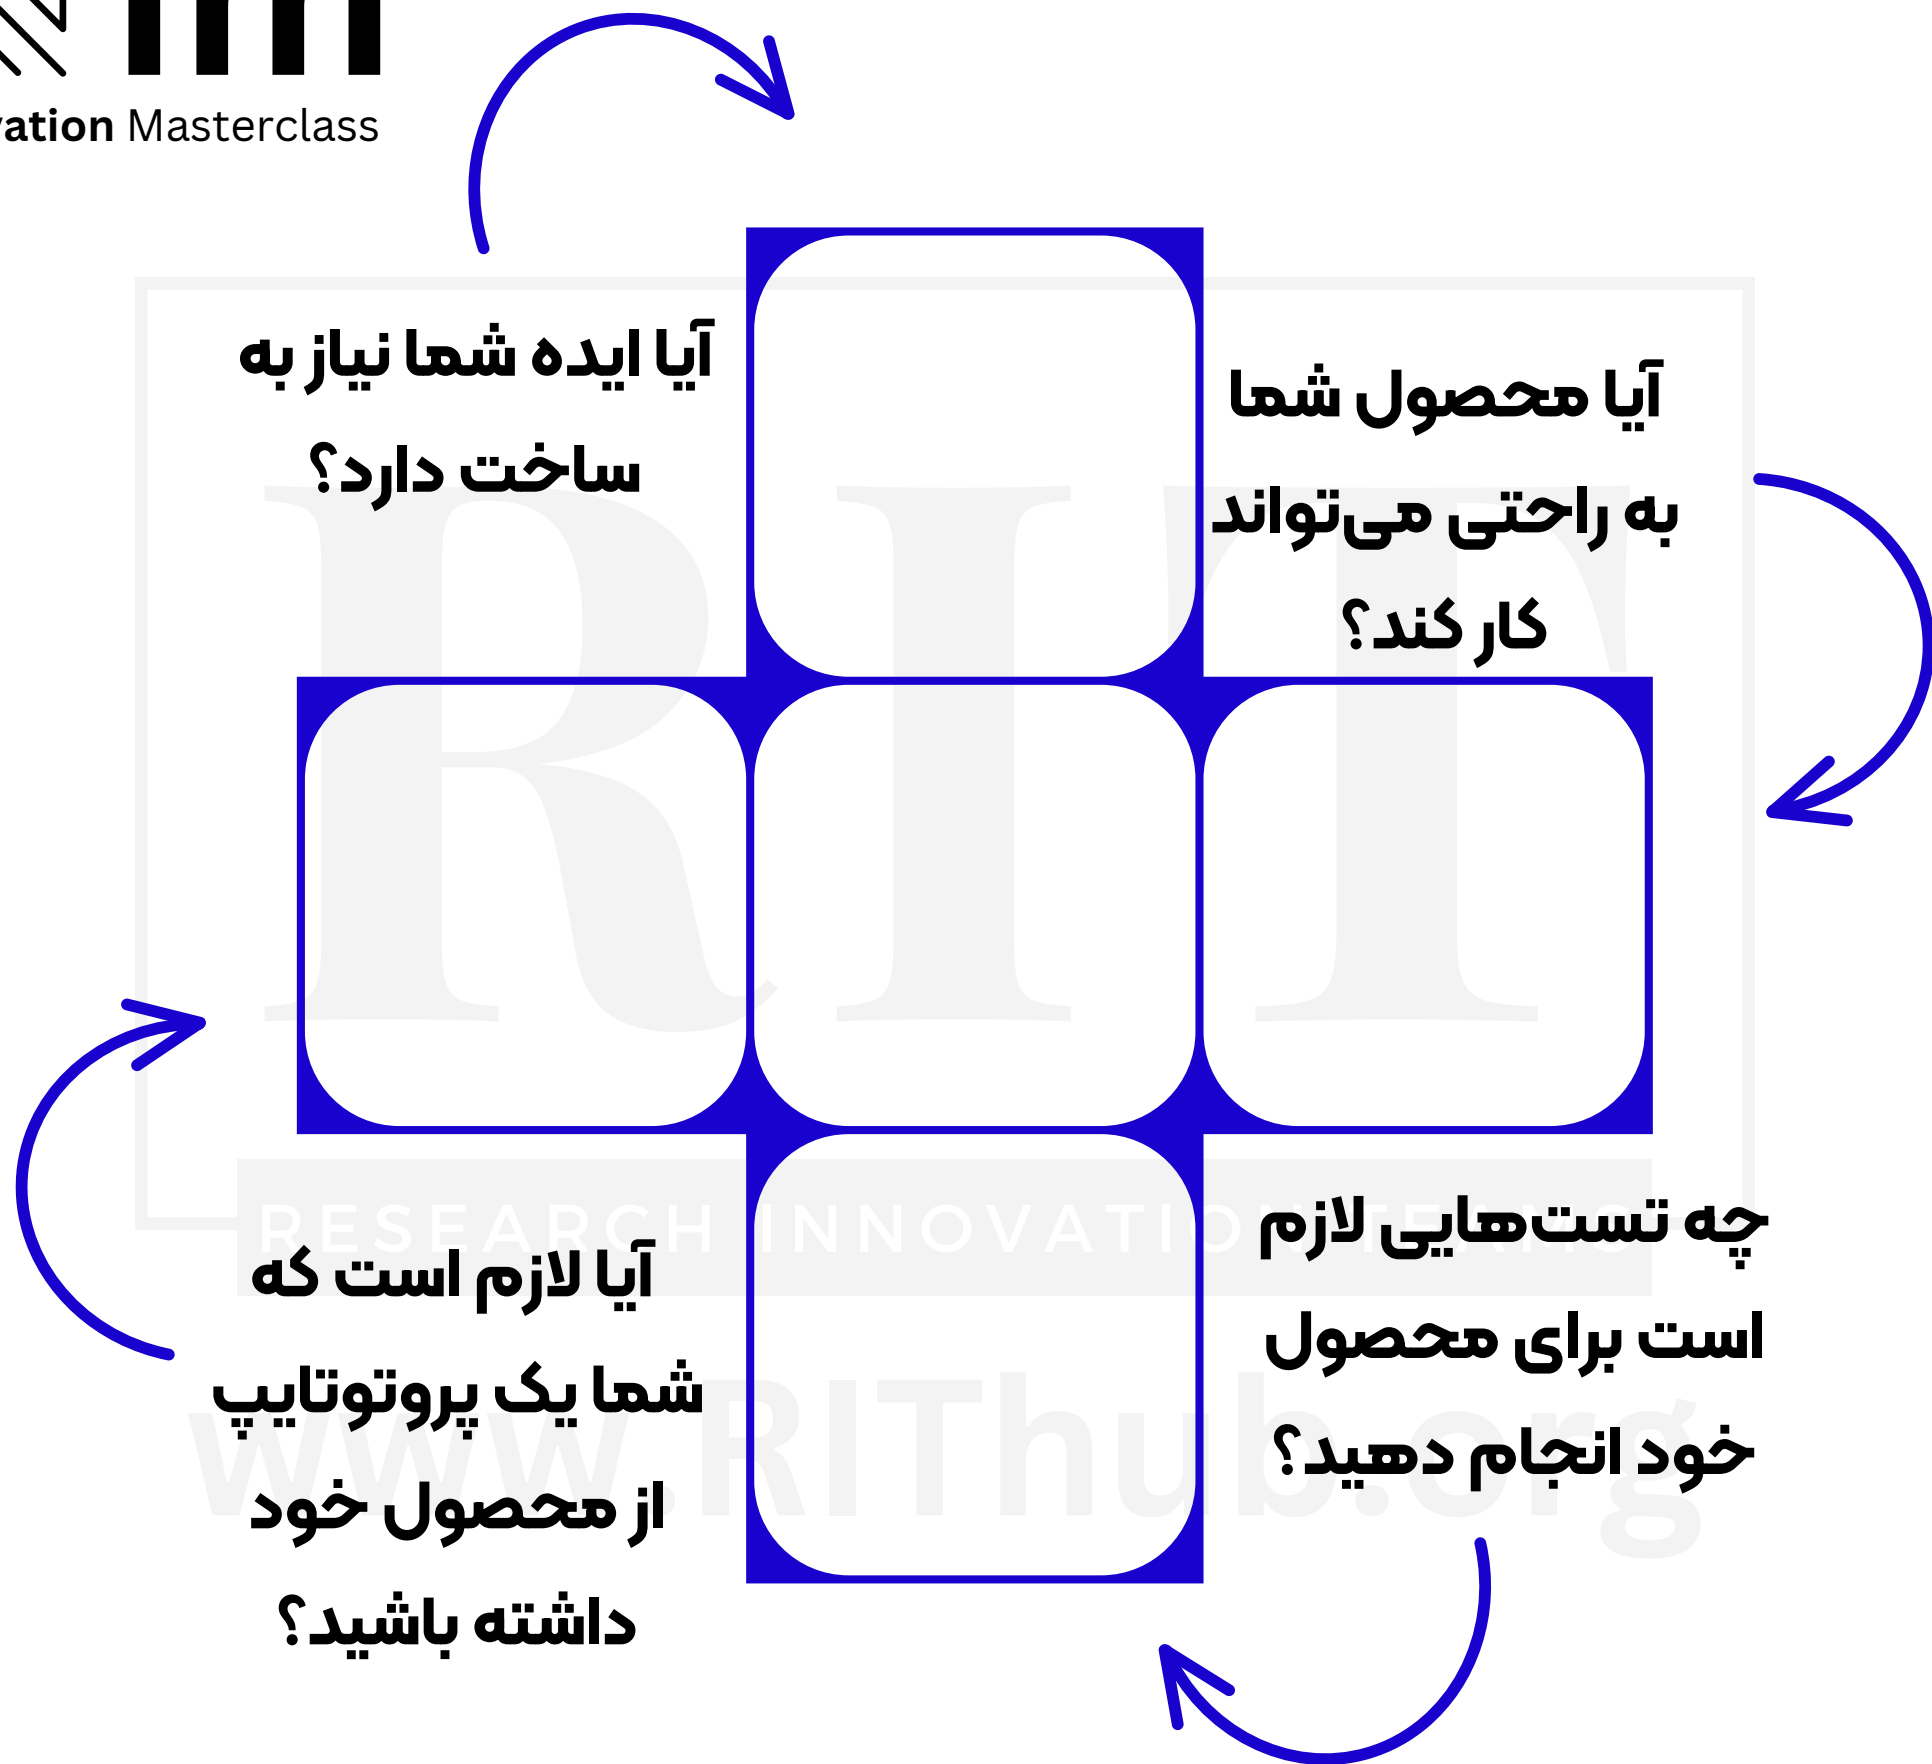 vation Masterclass
آیا ایده شما نیاز به
ساخت دارد؟
آیا محصول شما
به راحتی می‌تواند
کار کند؟
RIT
RESEARCH INNOVATION TEAMS
چه تست‌هایی لازم
است برای محصول
خود انجام دهید؟
آیا لازم است که
شما یک پروتوتایپ
از محصول خود
داشته باشید؟
www.RIThub.org